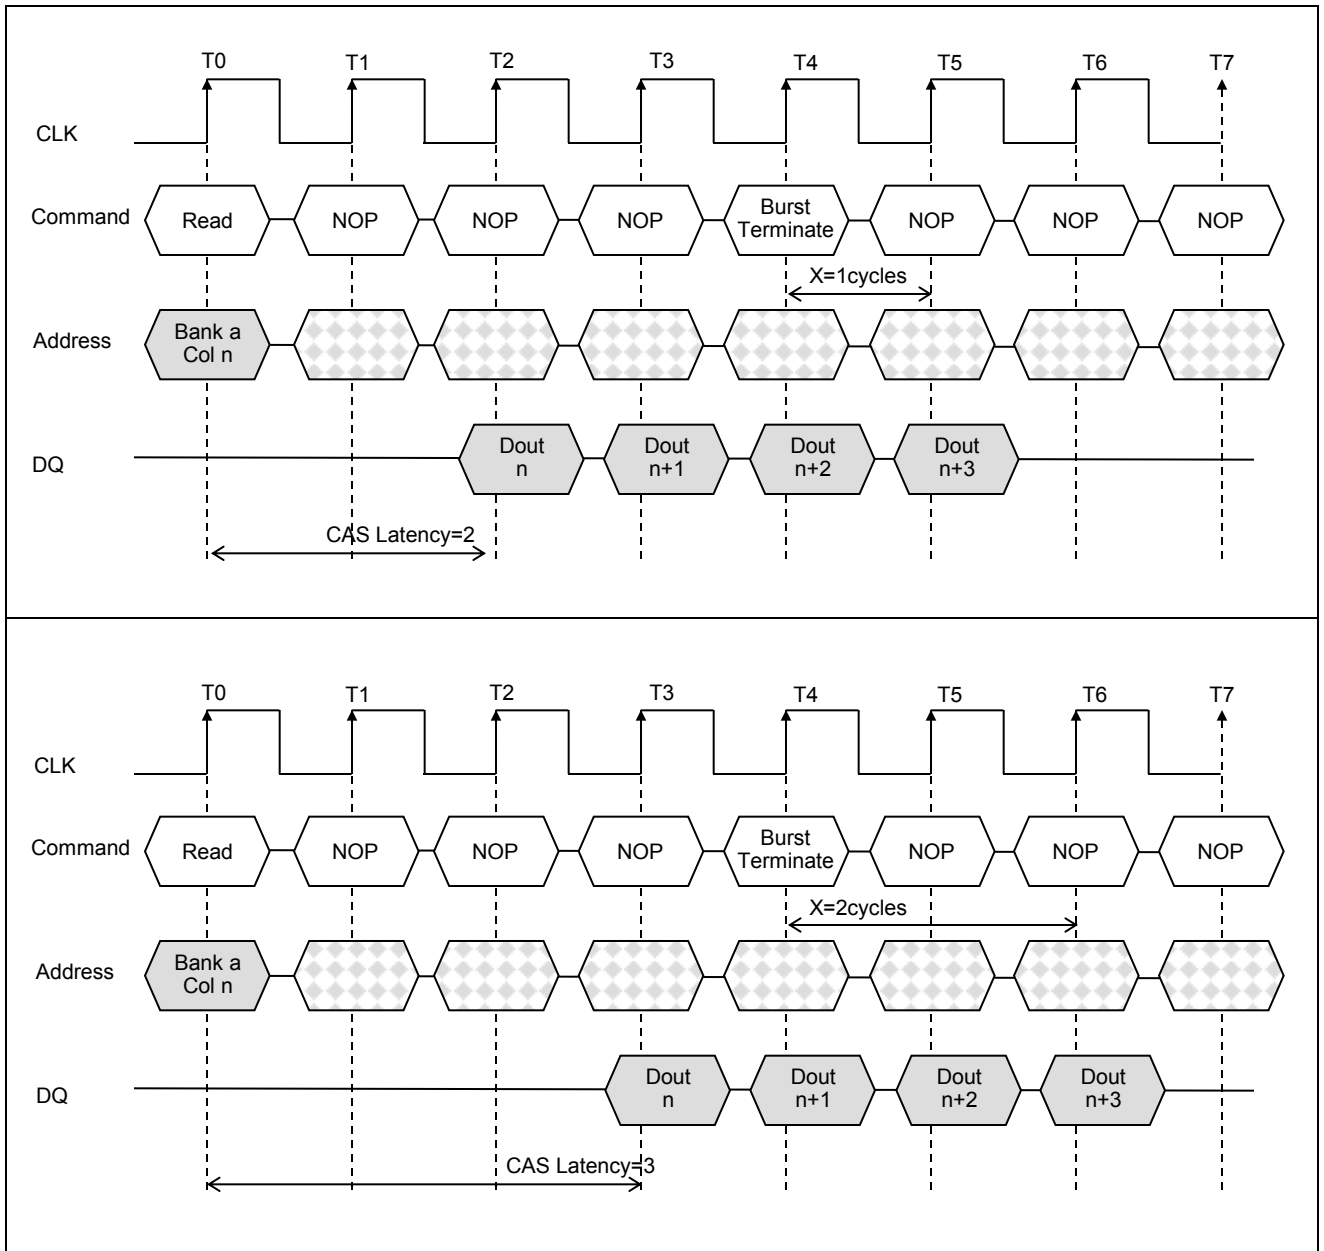 T0 T1 T2 T3 T4 T5 T6 T7
CLK
Command Read NOP NOP NOP Burst Terminate NOP NOP NOP
X=1cycles
Address Bank a Col n
DQ Dout n Dout n+1 Dout n+2 Dout n+3
CAS Latency=2
T0 T1 T2 T3 T4 T5 T6 T7
CLK
Command Read NOP NOP NOP Burst Terminate NOP NOP NOP
X=2cycles
Address Bank a Col n
DQ Dout n Dout n+1 Dout n+2 Dout n+3
CAS Latency=3